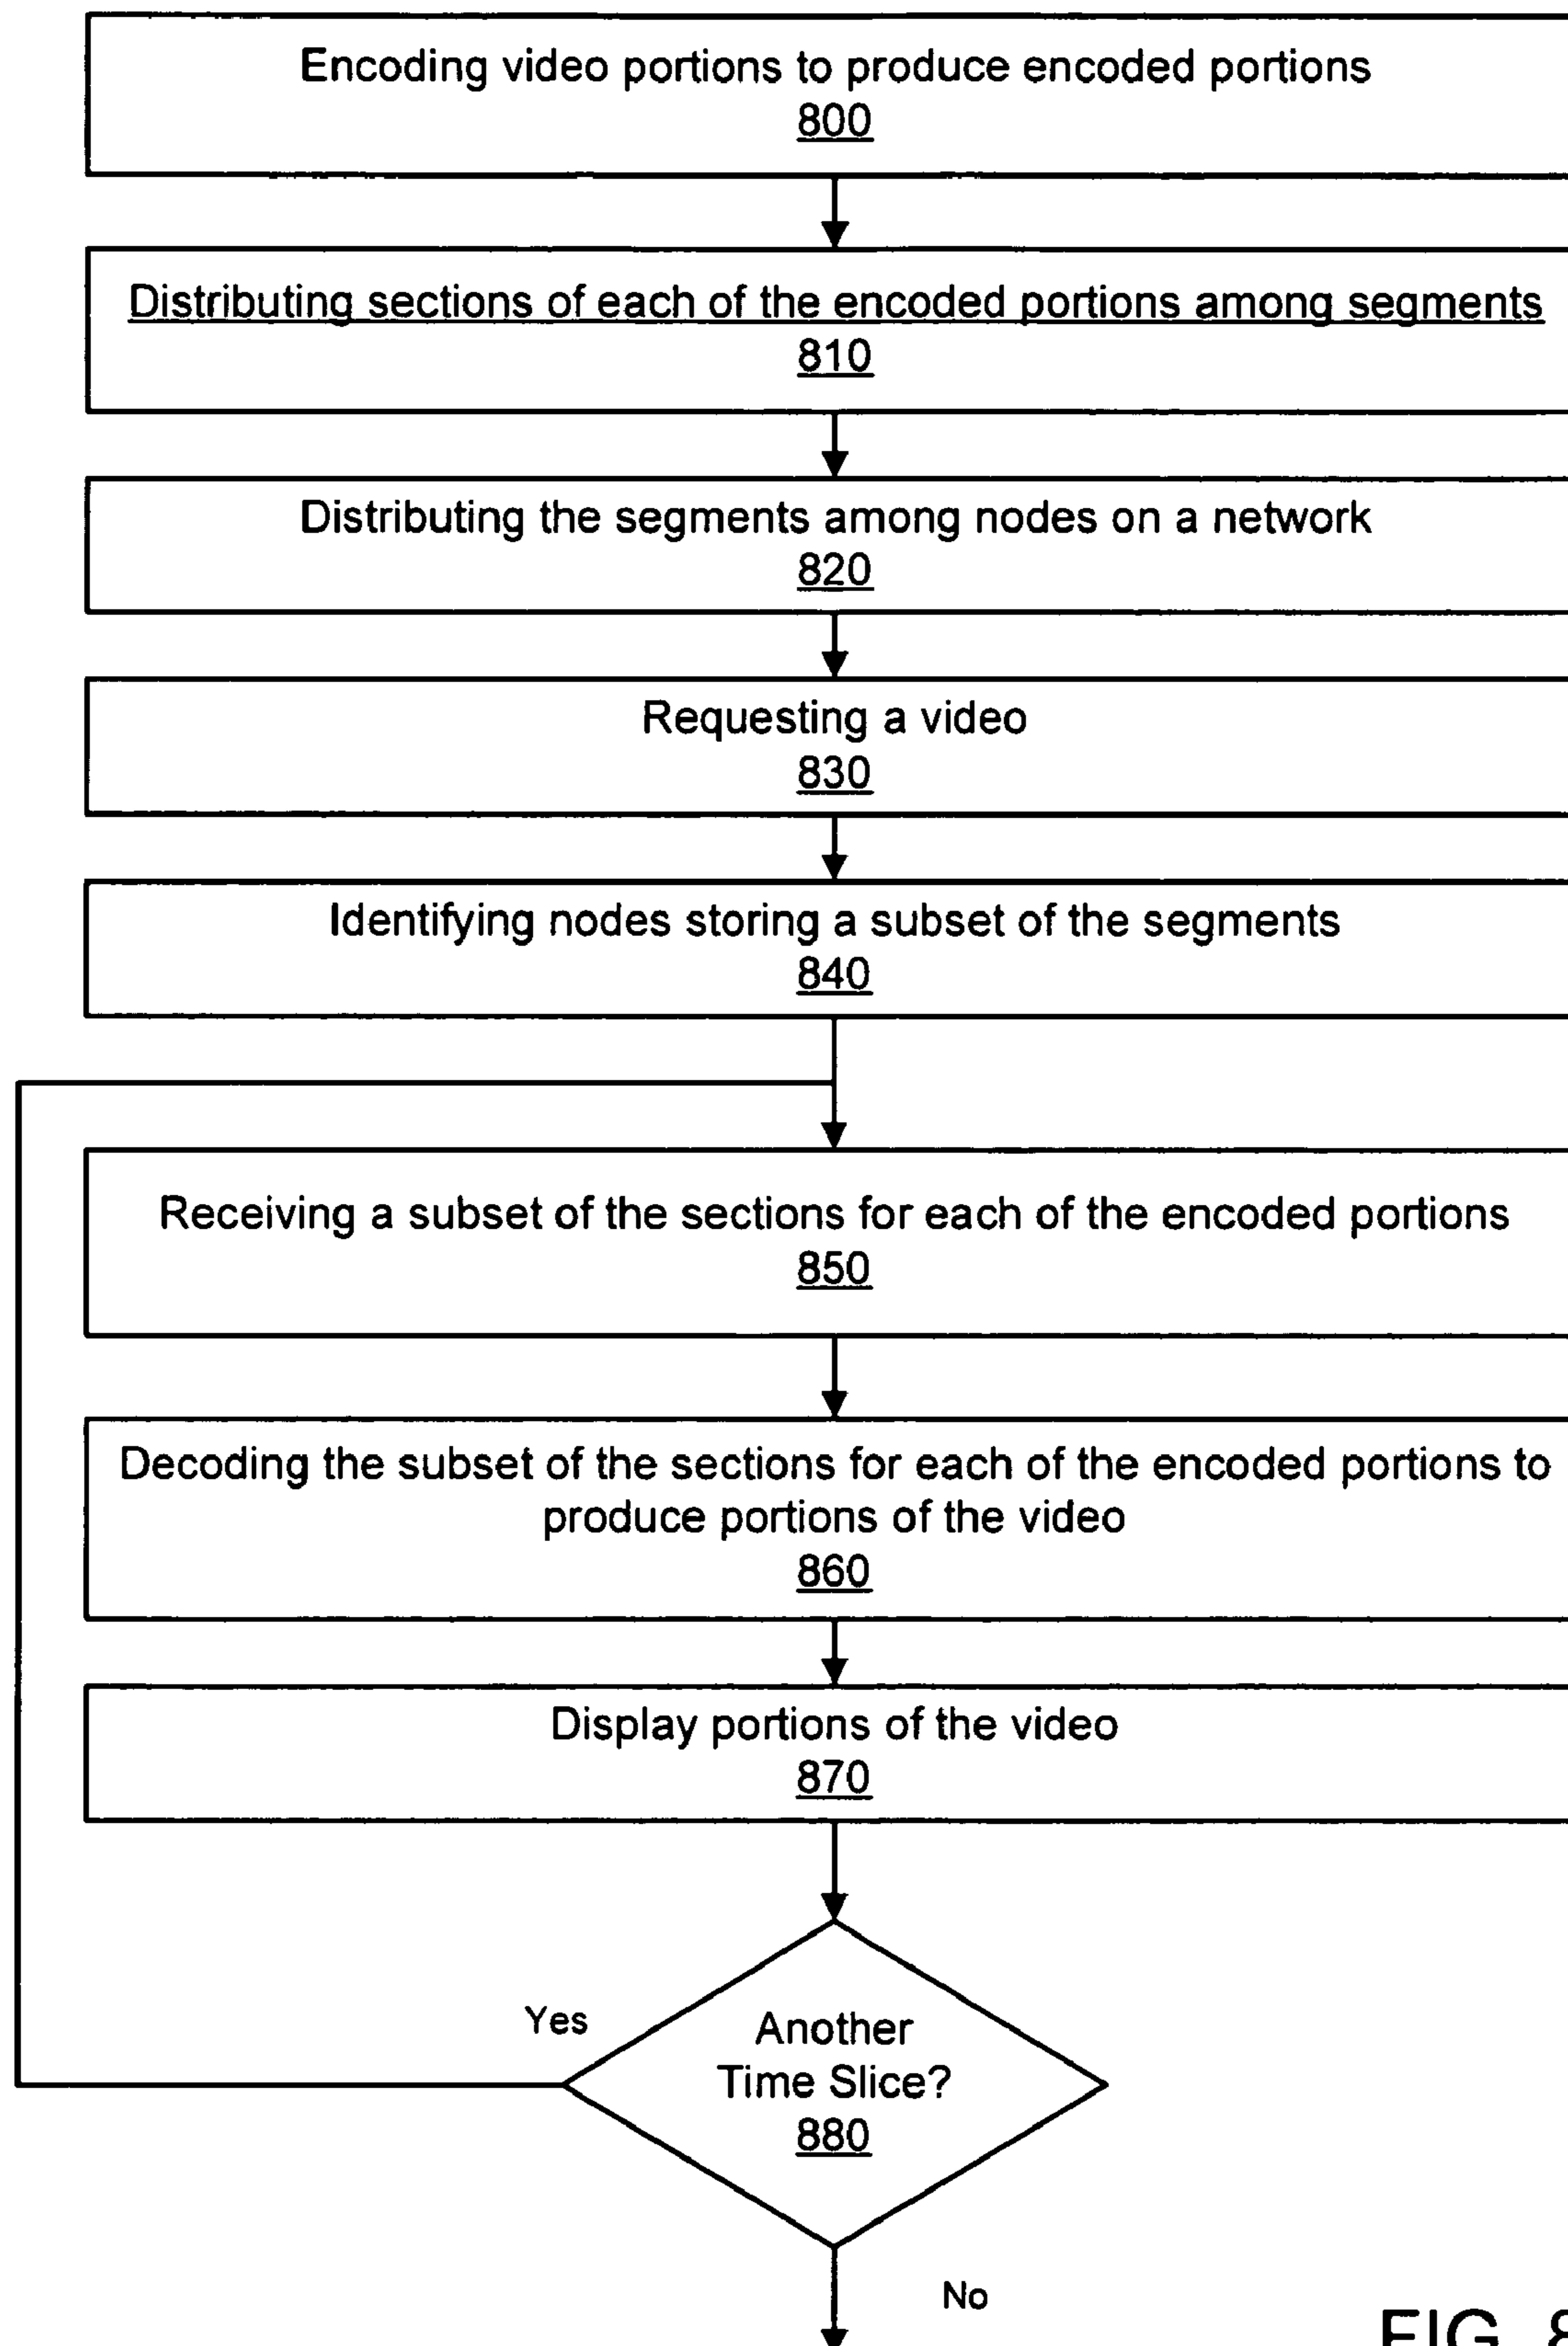 Encoding video portions to produce encoded portions
800
Distributing sections of each of the encoded portions among segments
810
Distributing the segments among nodes on a network
820
Requesting a video
830
Identifying nodes storing a subset of the segments
840
Receiving a subset of the sections for each of the encoded portions
850
Decoding the subset of the sections for each of the encoded portions to
produce portions of the video
860
Display portions of the video
870
Yes
Another
Time Slice?
880
No
FIG. 8